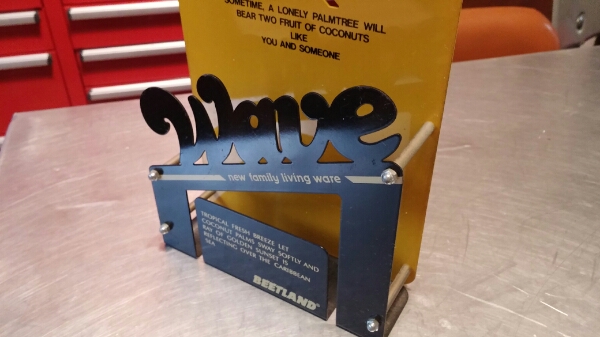 SOMETIME, A LONELY PALMTREE WILL
BEAR TWO FRUIT OF COCONUTS
LIKE
YOU AND SOMEONE
Wave
new family living ware
TROPICAL FRESH BREEZE LET
COCONUT PALMS SWAY SOFTLY AND
RAY OF GOLDEN SUNSET IS
REFLECTING OVER THE CARIBBEAN
SEA
BEETLAND